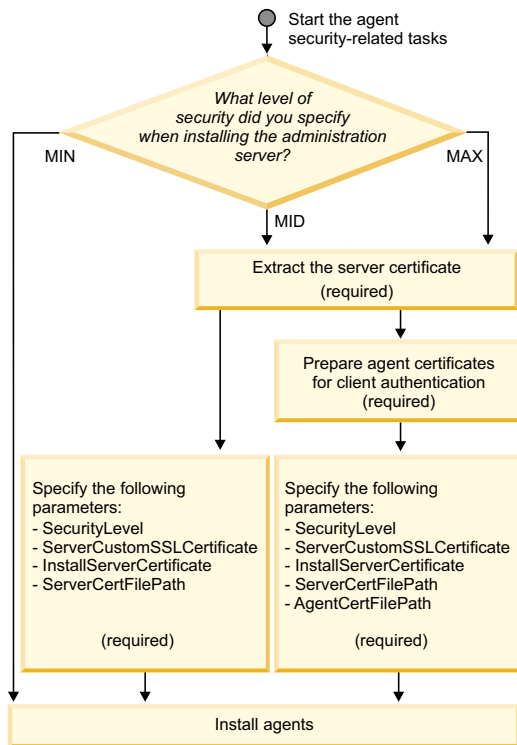 Start the agent
security-related tasks
What level of
security did you specify
when installing the administration
server?
MIN
MAX
MID
Extract the server certificate
(required)
Prepare agent certificates
for client authentication
(required)
Specify the following
parameters:
- SecurityLevel
- ServerCustomSSLCertificate
- InstallServerCertificate
- ServerCertFilePath
(required)
Specify the following
parameters:
- SecurityLevel
- ServerCustomSSLCertificate
- InstallServerCertificate
- ServerCertFilePath
- AgentCertFilePath
(required)
Install agents